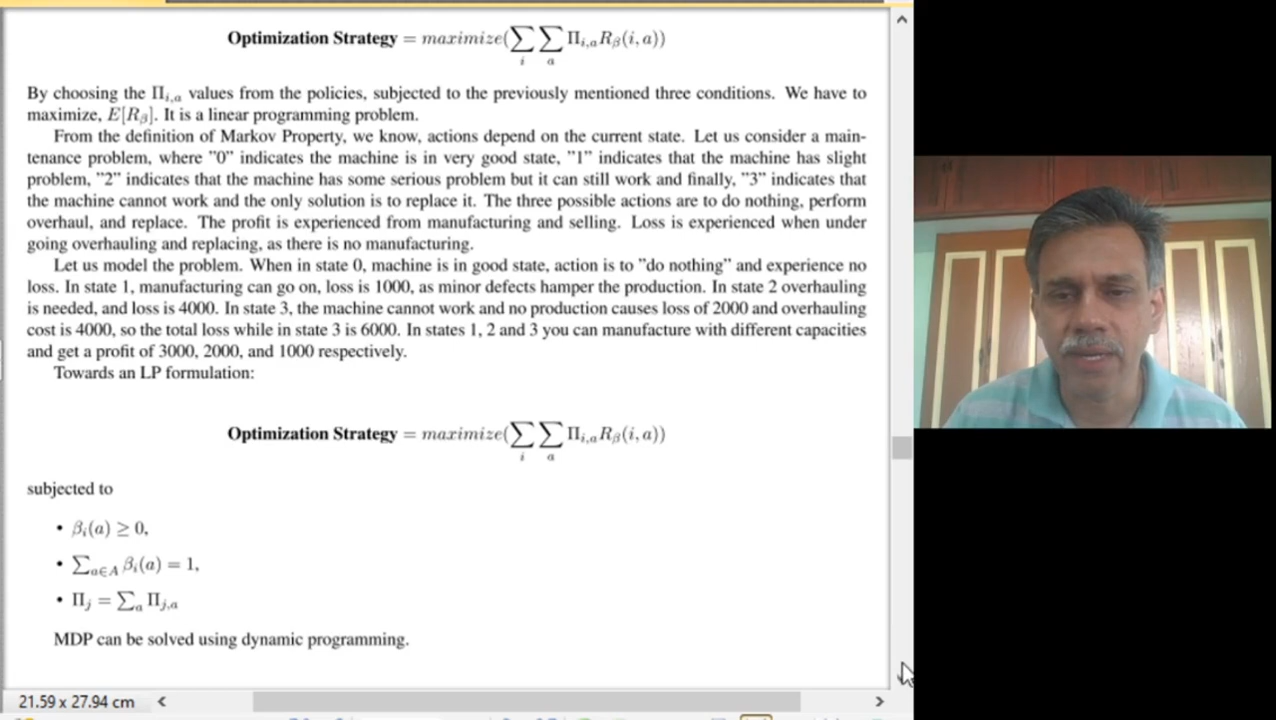 Optimization Strategy = maximize(∑_i ∑_a Π_{i,a} R_β(i, a))
By choosing the Π_{i,a} values from the policies, subjected to the previously mentioned three conditions. We have to
maximize, E[R_β]. It is a linear programming problem.
From the definition of Markov Property, we know, actions depend on the current state. Let us consider a main-
tenance problem, where "0" indicates the machine is in very good state, "1" indicates that the machine has slight
problem, "2" indicates that the machine has some serious problem but it can still work and finally, "3" indicates that
the machine cannot work and the only solution is to replace it. The three possible actions are to do nothing, perform
overhaul, and replace. The profit is experienced from manufacturing and selling. Loss is experienced when under
going overhauling and replacing, as there is no manufacturing.
Let us model the problem. When in state 0, machine is in good state, action is to "do nothing" and experience no
loss. In state 1, manufacturing can go on, loss is 1000, as minor defects hamper the production. In state 2 overhauling
is needed, and loss is 4000. In state 3, the machine cannot work and no production causes loss of 2000 and overhauling
cost is 4000, so the total loss while in state 3 is 6000. In states 1, 2 and 3 you can manufacture with different capacities
and get a profit of 3000, 2000, and 1000 respectively.
Towards an LP formulation:
Optimization Strategy = maximize(∑_i ∑_a Π_{i,a} R_β(i, a))
subjected to
• β_i(a) ≥ 0,
• ∑_{a∈A} β_i(a) = 1,
• Π_j = ∑_a Π_{j,a}
MDP can be solved using dynamic programming.
21.59 x 27.94 cm